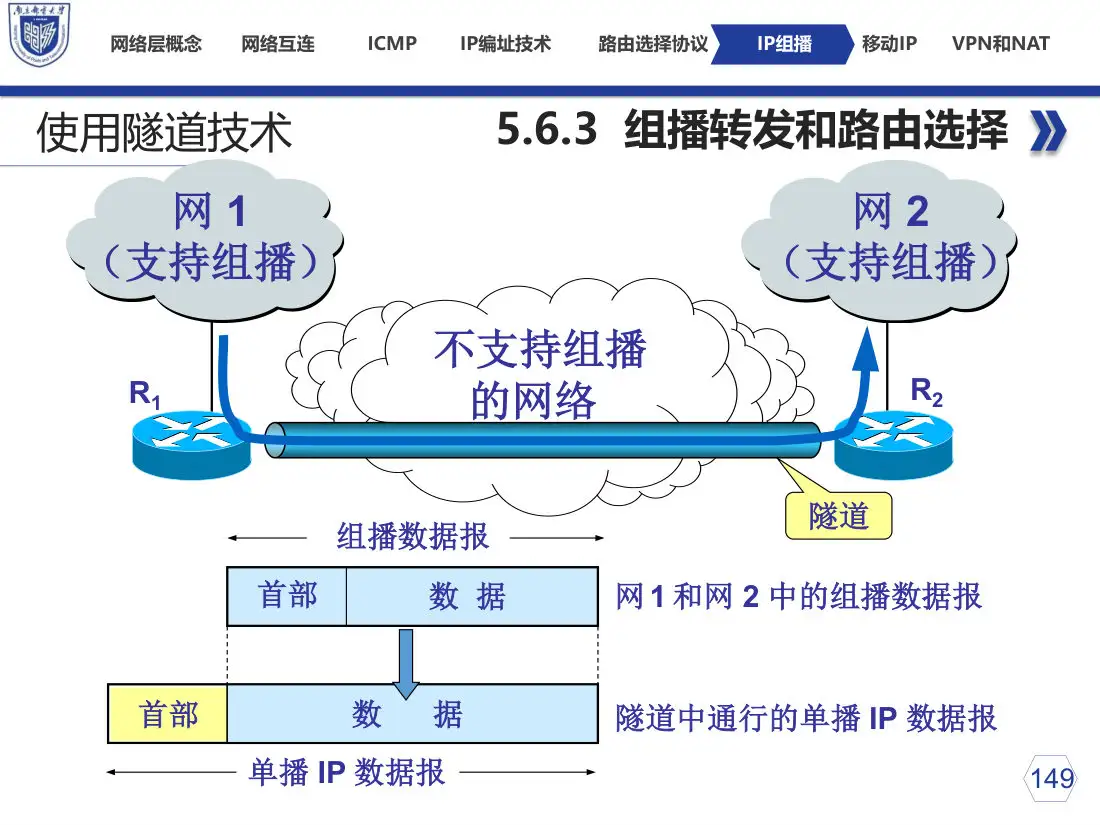 网络层概念 网络互连 ICMP IP编址技术 路由选择协议 IP组播 移动IP VPN和NAT
使用隧道技术 5.6.3 组播转发和路由选择
网 1
（支持组播）
网 2
（支持组播）
不支持组播
的网络
R1
R2
隧道
组播数据报
首部 数 据 网 1 和网 2 中的组播数据报
首部 数 据 隧道中通行的单播 IP 数据报
单播 IP 数据报
149